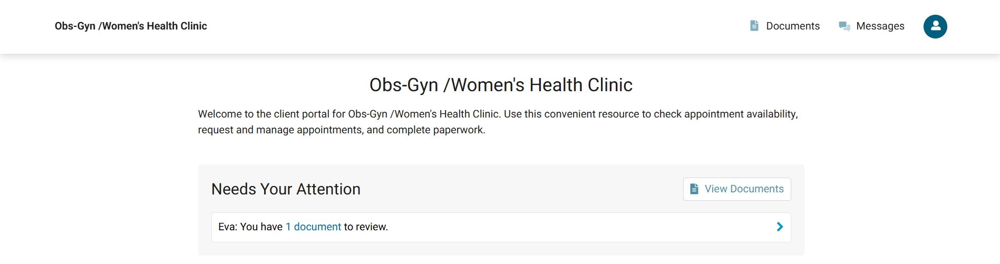 Obs-Gyn /Women's Health Clinic
Documents
Messages
Obs-Gyn /Women's Health Clinic
Welcome to the client portal for Obs-Gyn /Women's Health Clinic. Use this convenient resource to check appointment availability,
request and manage appointments, and complete paperwork.
Needs Your Attention
View Documents
Eva: You have 1 document to review.